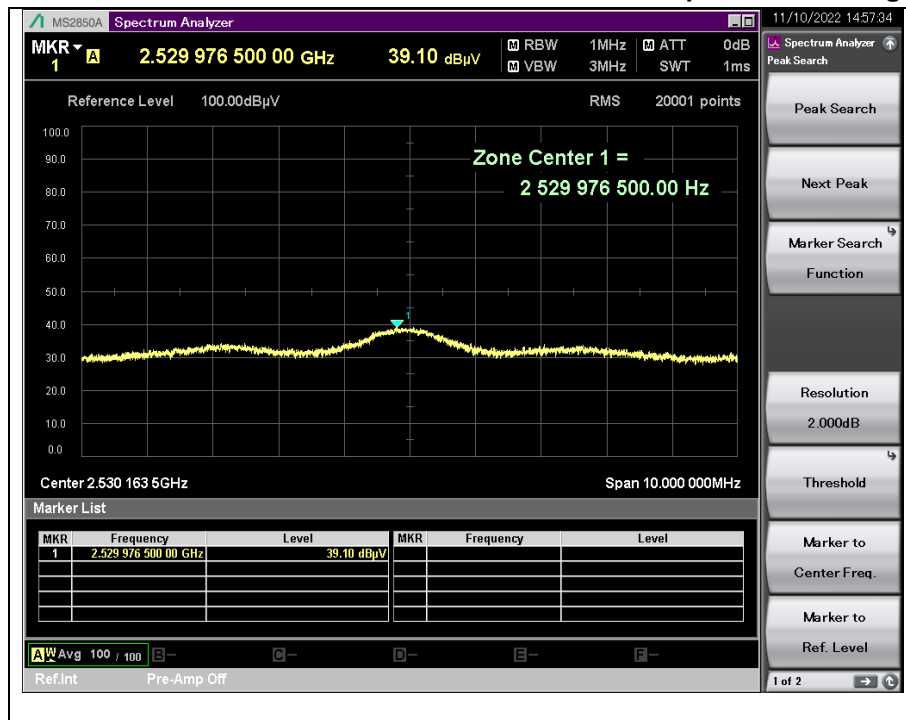 MS2850A Spectrum Analyzer
11/10/2022 14:57:34
MKR 1 A 2.529 976 500 00 GHz 39.10 dBµV
M RBW 1MHz M ATT 0dB
M VBW 3MHz SWT 1ms
Reference Level 100.00dBµV RMS 20001 points
100.0
90.0
80.0
70.0
60.0
50.0
40.0
30.0
20.0
10.0
0.0
Zone Center 1 =
2 529 976 500.00 Hz
1
Center 2.530 163 5GHz Span 10.000 000MHz
Marker List
MKR Frequency Level MKR Frequency Level
1 2.529 976 500 00 GHz 39.10 dBµV
A W Avg 100 / 100 B— C— D— E— F—
Ref.Int Pre-Amp Off
Spectrum Analyzer
Peak Search
Peak Search
Next Peak
Marker Search
Function
Resolution
2.000dB
Threshold
Marker to
Center Freq.
Marker to
Ref. Level
1 of 2